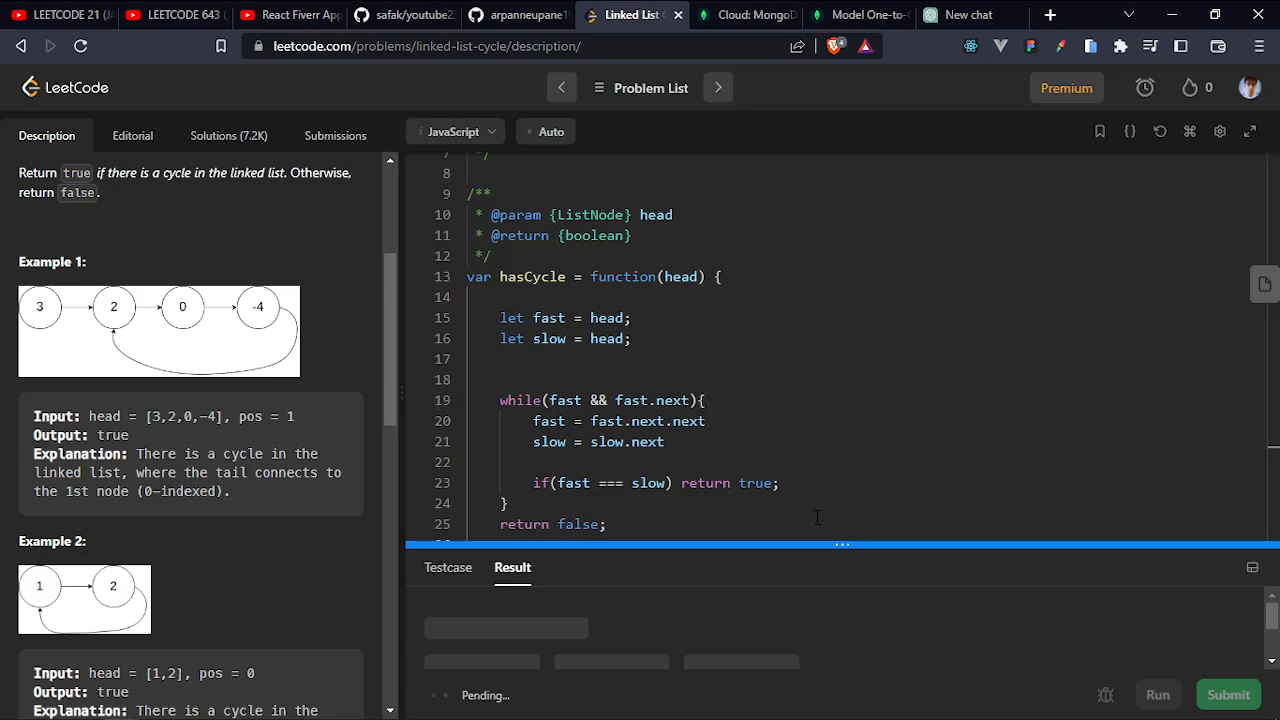 LEETCODE 21 (J
LEETCODE 643 (
React Fiverr App
safak/youtube23
arpanneupane19
Linked List C
Cloud: MongoD
Model One-to-O
New chat
leetcode.com/problems/linked-list-cycle/description/
4
LeetCode
Problem List
Premium
0
Description
Editorial
Solutions (7.2K)
Submissions
JavaScript
Auto
Return true if there is a cycle in the linked list. Otherwise,
return false.
Example 1:
3
2
0
-4
Input: head = [3,2,0,-4], pos = 1
Output: true
Explanation: There is a cycle in the
linked list, where the tail connects to
the 1st node (0-indexed).
Example 2:
1
2
Input: head = [1,2], pos = 0
Output: true
Explanation: There is a cycle in the
7 */
8
9 /**
10 * @param {ListNode} head
11 * @return {boolean}
12 */
13 var hasCycle = function(head) {
14
15 let fast = head;
16 let slow = head;
17
18
19 while(fast && fast.next){
20 fast = fast.next.next
21 slow = slow.next
22
23 if(fast === slow) return true;
24 }
25 return false;
Testcase
Result
Pending...
Run
Submit